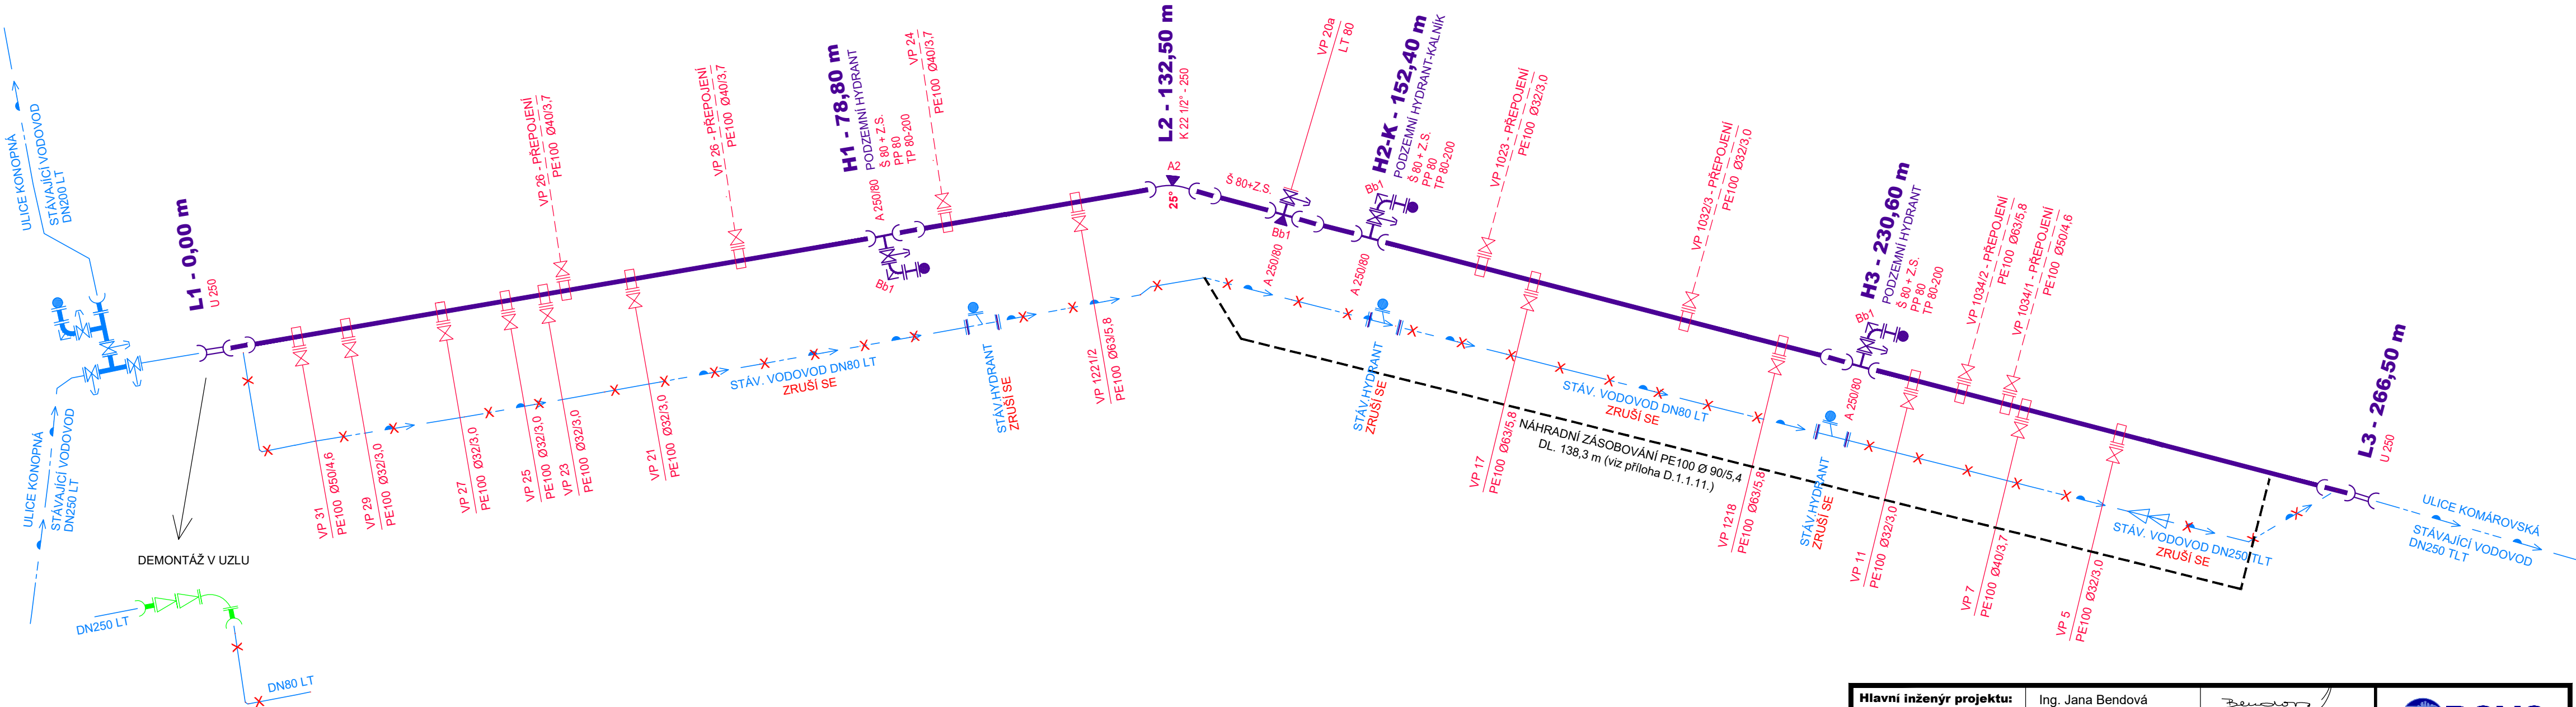 ULICE KONOPNÁ
STÁVAJÍCÍ VODOVOD
DN200 LT
L1 - 0,00 m
U 250
ULICE KONOPNÁ
STÁVAJÍCÍ VODOVOD
DN250 LT
DEMONTÁŽ V UZLU
DN250 LT
DN80 LT
VP 31
PE100 Ø50/4,6
VP 29
PE100 Ø32/3,0
VP 27
PE100 Ø32/3,0
VP 25
PE100 Ø32/3,0
VP 23
PE100 Ø32/3,0
VP 26 - PŘEPOJENÍ
PE100 Ø40/3,7
VP 21
PE100 Ø32/3,0
VP 26 - PŘEPOJENÍ
PE100 Ø40/3,7
STÁV. VODOVOD DN80 LT
ZRUŠÍ SE
H1 - 78,80 m
PODZEMNÍ HYDRANT
Š 80 + Z.S.
PP 80
TP 80-200
A 250/80
Bb1
VP 24
PE100 Ø40/3,7
STÁV.HYDRANT
ZRUŠÍ SE
VP 1221/2
PE100 Ø63/5,8
L2 - 132,50 m
K 22 1/2° - 250
A2
25°
Š 80+Z.S.
VP 20a
LT 80
Bb1
A 250/80
H2-K - 152,40 m
PODZEMNÍ HYDRANT-KALNÍK
Š 80 + Z.S.
PP 80
TP 80-200
Bb1
A 250/80
STÁV.HYDRANT
ZRUŠÍ SE
VP 1023 - PŘEPOJENÍ
PE100 Ø32/3,0
VP 17
PE100 Ø63/5,8
NÁHRADNÍ ZÁSOBOVÁNÍ PE100 Ø 90/5,4
DL. 138,3 m (viz příloha D.1.1.11.)
STÁV. VODOVOD DN80 LT
ZRUŠÍ SE
VP 1032/3 - PŘEPOJENÍ
PE100 Ø32/3,0
VP 1218
PE100 Ø63/5,8
H3 - 230,60 m
PODZEMNÍ HYDRANT
Š 80 + Z.S.
PP 80
TP 80-200
Bb1
A 250/80
STÁV.HYDRANT
ZRUŠÍ SE
VP 11
PE100 Ø32/3,0
VP 1034/2 - PŘEPOJENÍ
PE100 Ø63/5,8
VP 1034/1 - PŘEPOJENÍ
PE100 Ø50/4,6
VP 7
PE100 Ø40/3,7
VP 5
PE100 Ø32/3,0
STÁV. VODOVOD DN250 TLT
ZRUŠÍ SE
L3 - 266,50 m
U 250
ULICE KOMÁROVSKÁ
STÁVAJÍCÍ VODOVOD
DN250 TLT
Hlavní inženýr projektu:
Ing. Jana Bendová